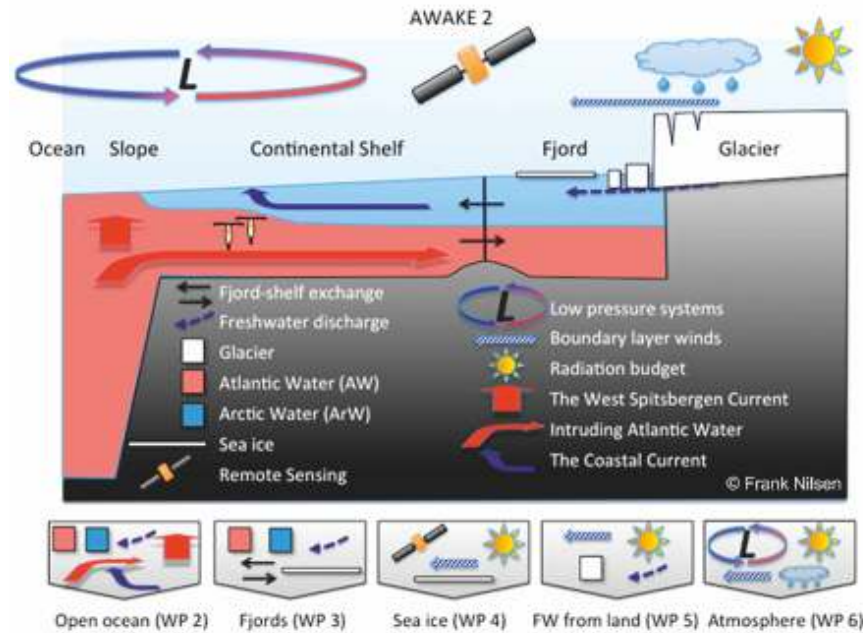 AWAKE 2
L
Ocean Slope Continental Shelf Fjord Glacier
Fjord-shelf exchange
Freshwater discharge
Glacier
Atlantic Water (AW)
Arctic Water (ArW)
Sea ice
Remote Sensing
L Low pressure systems
Boundary layer winds
Radiation budget
The West Spitsbergen Current
Intruding Atlantic Water
The Coastal Current
© Frank Nilsen
L
Open ocean (WP 2) Fjords (WP 3) Sea ice (WP 4) FW from land (WP 5) Atmosphere (WP 6)